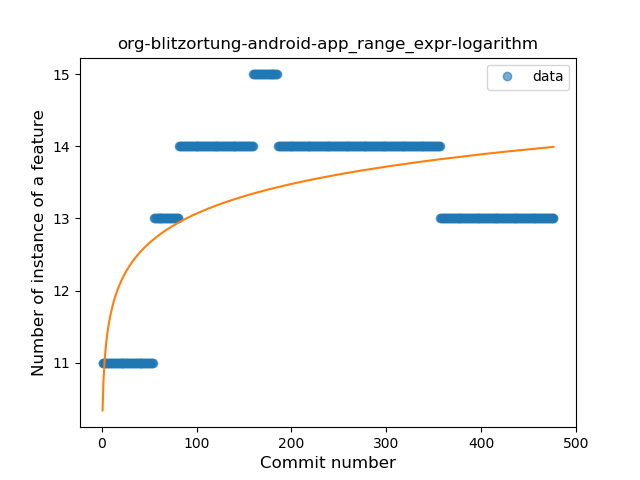 org-blitzortung-android-app_range_expr-logarithm
data
Number of instance of a feature
15
14
13
12
11
0
100
200
300
400
500
Commit number